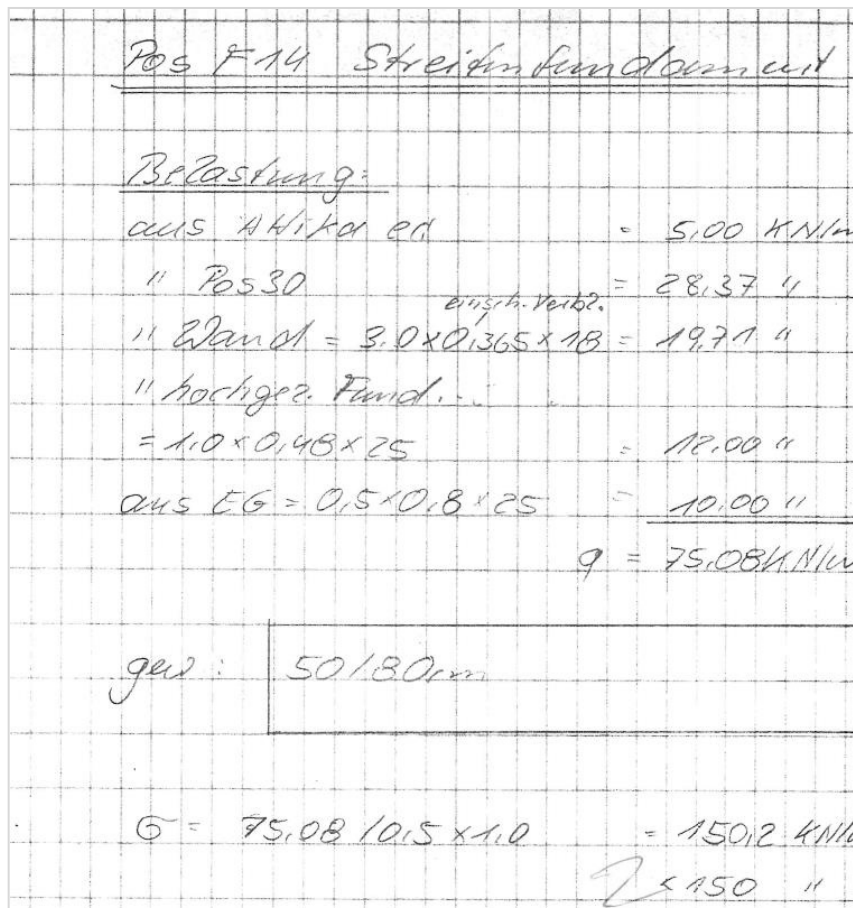 Pos F14 Streifenfundament
Belastung:
aus Attika
= 5,00 KN/m
" Pos30 = 28,37 "
einsch. Verbl.
" Wand = 3,0 x 0,365 x 18 = 19,71 "
" hochgez. Fund.
= 1,0 x 0,48 x 25 = 12,00 "
aus EG = 0,5 x 0,8 x 25 = 10,00 "
q = 75,08 KN/m
gew : 50/80cm
σ = 75,08 / 0,5 x 1,0 = 150,2 KN/
< 150 "